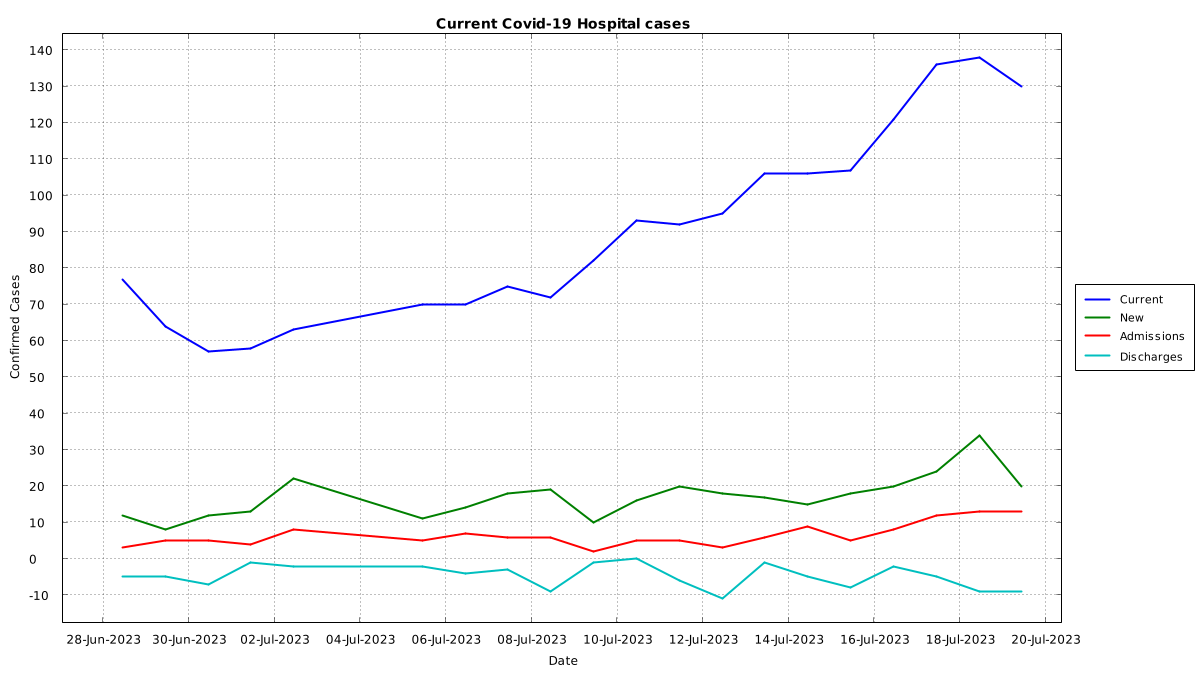 Current Covid-19 Hospital cases
140
130
120
110
100
90
80
70
60
50
40
30
20
10
0
-10
Confirmed Cases
28-Jun-2023 30-Jun-2023 02-Jul-2023 04-Jul-2023 06-Jul-2023 08-Jul-2023 10-Jul-2023 12-Jul-2023 14-Jul-2023 16-Jul-2023 18-Jul-2023 20-Jul-2023
Date
Current
New
Admissions
Discharges